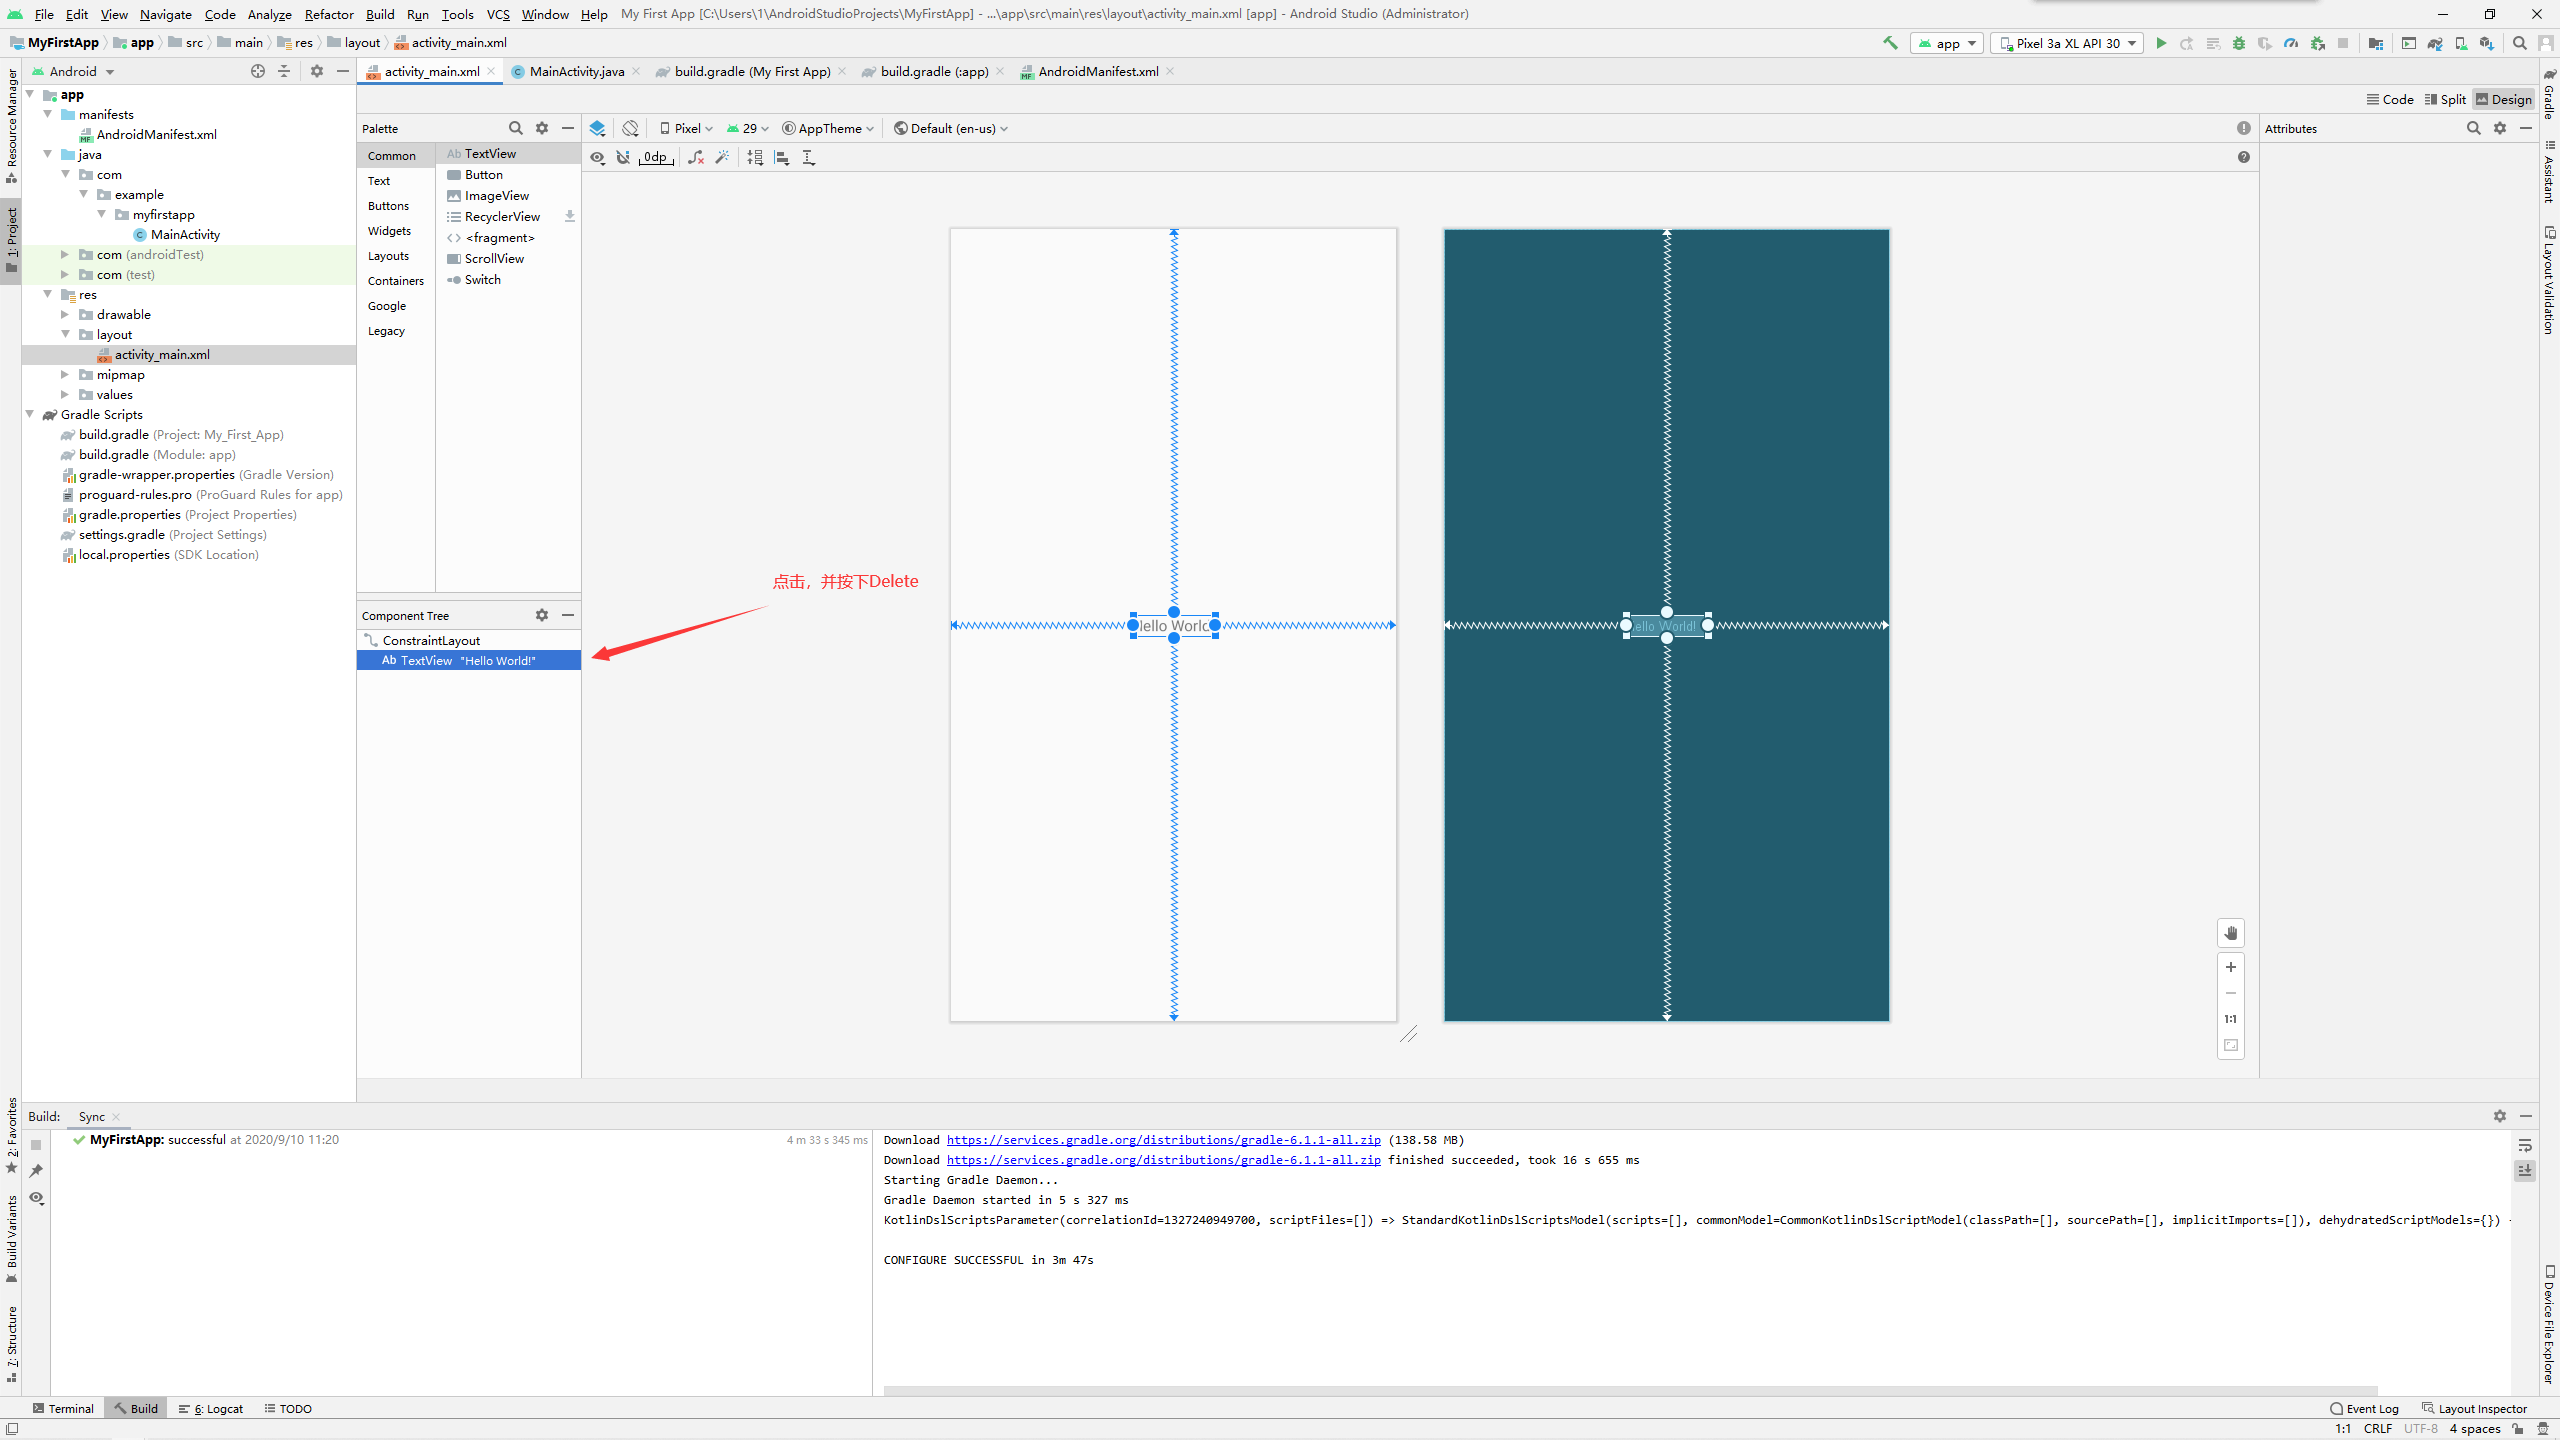 File Edit View Navigate Code Analyze Refactor Build Run Tools VCS Window Help My First App [C:\Users\1\AndroidStudioProjects\MyFirstApp] - ...\app\src\main\res\layout\activity_main.xml [app] - Android Studio (Administrator)
MyFirstApp app src main res layout activity_main.xml app Pixel 3a XL API 30
Android activity_main.xml MainActivity.java build.gradle (My First App) build.gradle (:app) AndroidManifest.xml
Code Split Design
Resource Manager
1: Project
2: Favorites
Build Variants
7: Structure
app
manifests
AndroidManifest.xml
java
com
example
myfirstapp
MainActivity
com (androidTest)
com (test)
res
drawable
layout
activity_main.xml
mipmap
values
Gradle Scripts
build.gradle (Project: My_First_App)
build.gradle (Module: app)
gradle-wrapper.properties (Gradle Version)
proguard-rules.pro (ProGuard Rules for app)
gradle.properties (Project Properties)
settings.gradle (Project Settings)
local.properties (SDK Location)
Palette
Common
Text
Buttons
Widgets
Layouts
Containers
Google
Legacy
Ab TextView
Button
ImageView
RecyclerView
<fragment>
ScrollView
Switch
Component Tree
ConstraintLayout
Ab TextView "Hello World!"
Pixel 29 AppTheme Default (en-us)
0dp
点击，并按下Delete
Hello World
Hello World!
1:1
Attributes
Gradle
Assistant
Layout Validation
Device File Explorer
Build: Sync
MyFirstApp: successful at 2020/9/10 11:20 4 m 33 s 345 ms
Download https://services.gradle.org/distributions/gradle-6.1.1-all.zip (138.58 MB)
Download https://services.gradle.org/distributions/gradle-6.1.1-all.zip finished succeeded, took 16 s 655 ms
Starting Gradle Daemon...
Gradle Daemon started in 5 s 327 ms
KotlinDslScriptsParameter(correlationId=1327240949700, scriptFiles=[]) => StandardKotlinDslScriptsModel(scripts=[], commonModel=CommonKotlinDslScriptModel(classPath=[], sourcePath=[], implicitImports=[]), dehydratedScriptModels={})
CONFIGURE SUCCESSFUL in 3m 47s
Terminal Build 6: Logcat TODO Event Log Layout Inspector
1:1 CRLF UTF-8 4 spaces